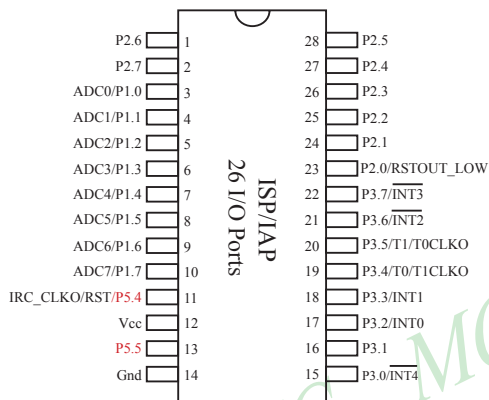 P2.6 1 28 P2.5
P2.7 2 27 P2.4
ADC0/P1.0 3 26 P2.3
ADC1/P1.1 4 25 P2.2
ADC2/P1.2 5 24 P2.1
ADC3/P1.3 6 23 P2.0/RSTOUT_LOW
ADC4/P1.4 7 22 P3.7/INT3
ADC5/P1.5 8 21 P3.6/INT2
ADC6/P1.6 9 20 P3.5/T1/T0CLKO
ADC7/P1.7 10 19 P3.4/T0/T1CLKO
IRC_CLKO/RST/P5.4 11 18 P3.3/INT1
Vcc 12 17 P3.2/INT0
P5.5 13 16 P3.1
Gnd 14 15 P3.0/INT4
ISP/IAP
26 I/O Ports